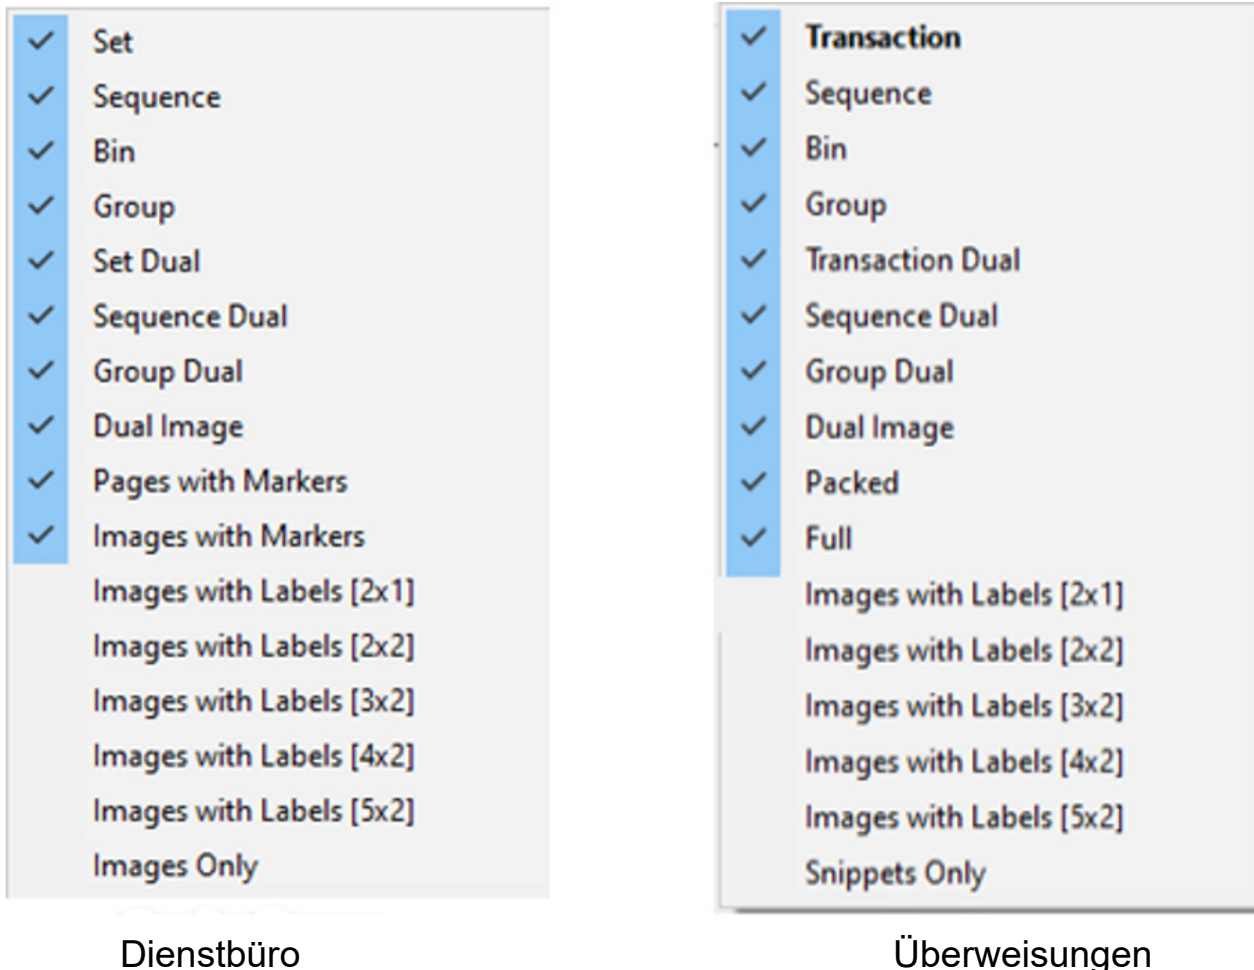 Set
Sequence
Bin
Group
Set Dual
Sequence Dual
Group Dual
Dual Image
Pages with Markers
Images with Markers
Images with Labels [2x1]
Images with Labels [2x2]
Images with Labels [3x2]
Images with Labels [4x2]
Images with Labels [5x2]
Images Only
Dienstbüro
Transaction
Sequence
Bin
Group
Transaction Dual
Sequence Dual
Group Dual
Dual Image
Packed
Full
Images with Labels [2x1]
Images with Labels [2x2]
Images with Labels [3x2]
Images with Labels [4x2]
Images with Labels [5x2]
Snippets Only
Überweisungen